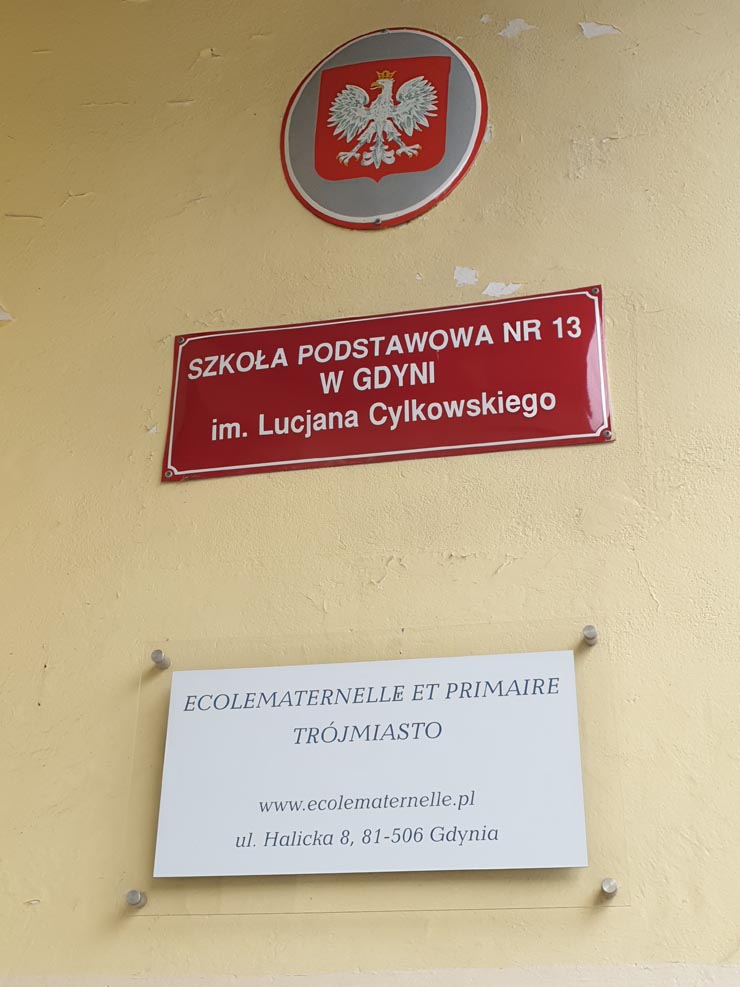 SZKOŁA PODSTAWOWA NR 13
W GDYNI
im. Lucjana Cylkowskiego
ECOLEMATERNELLE ET PRIMAIRE
TRÓJMIASTO
www.ecolematernelle.pl
ul. Halicka 8, 81-506 Gdynia